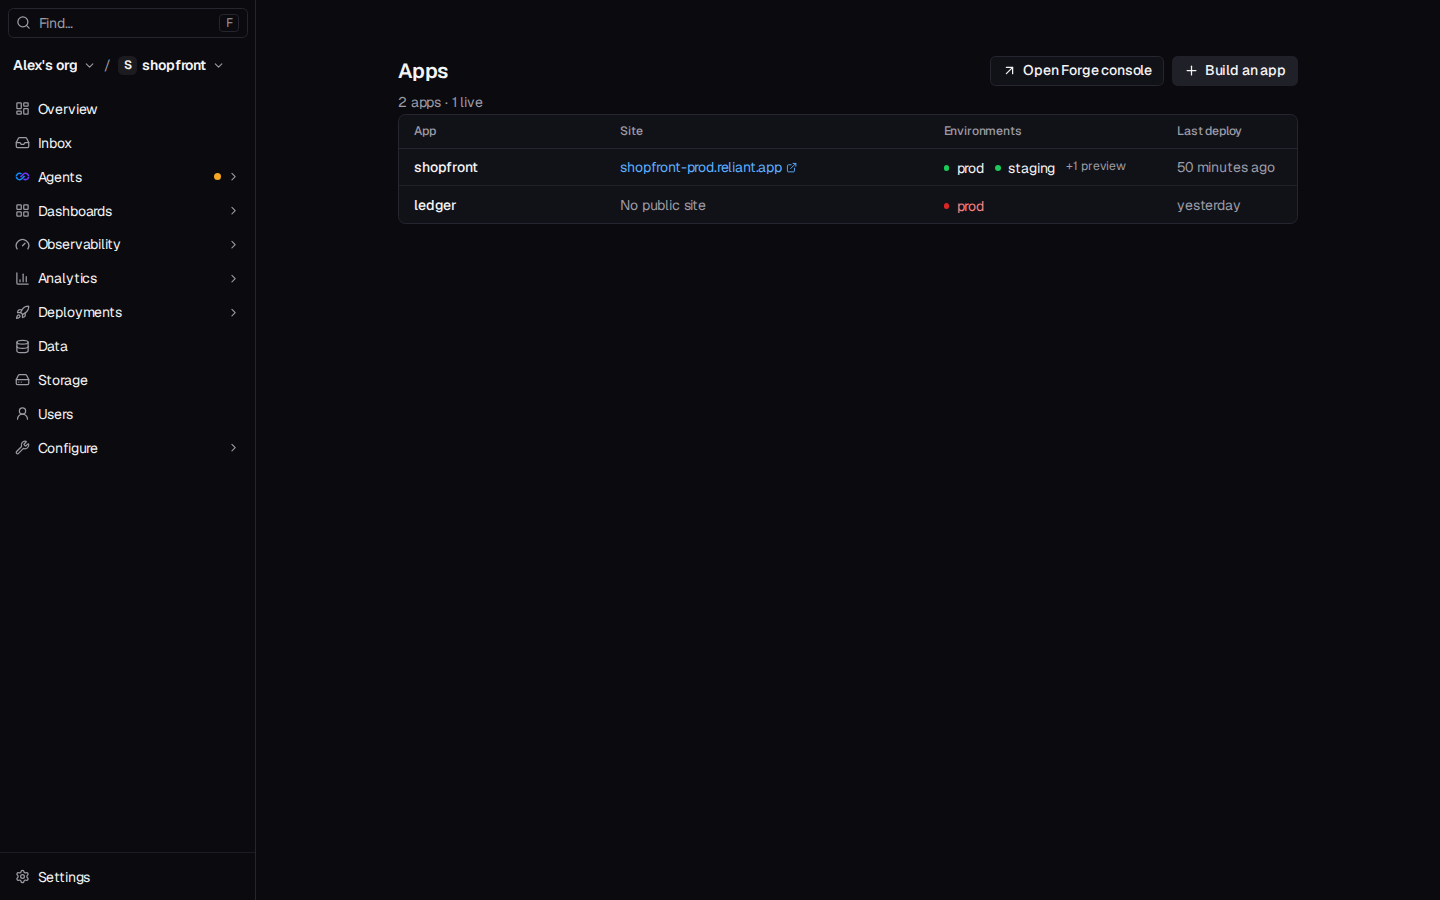 Find... F
Alex's org / S shopfront
Overview
Inbox
Agents
Dashboards
Observability
Analytics
Deployments
Data
Storage
Users
Configure
Settings
Apps
Open Forge console
Build an app
2 apps · 1 live
App Site Environments Last deploy
shopfront shopfront-prod.reliant.app prod staging +1 preview 50 minutes ago
ledger No public site prod yesterday